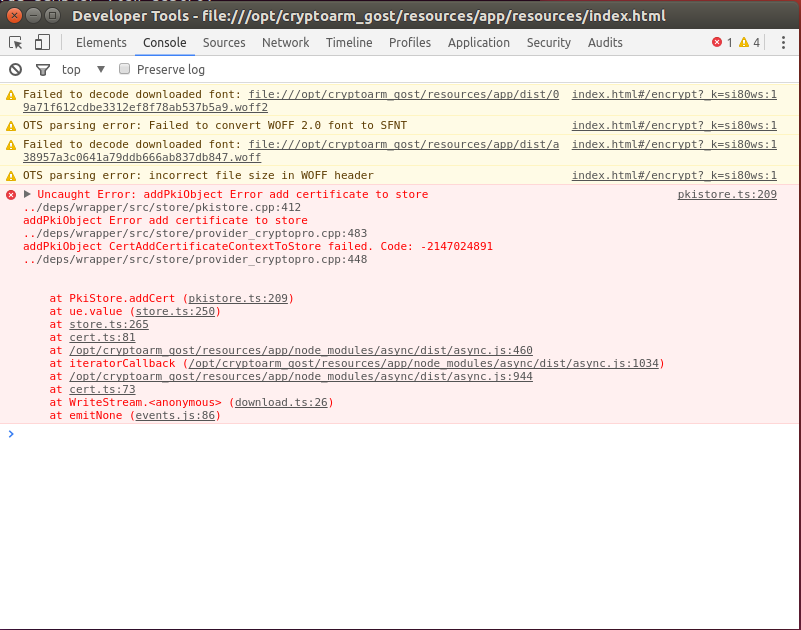 Developer Tools - file:///opt/cryptoarm_gost/resources/app/resources/index.html
Elements Console Sources Network Timeline Profiles Application Security Audits 1 4
top Preserve log
Failed to decode downloaded font: file:///opt/cryptoarm_gost/resources/app/dist/0 index.html#/encrypt?_k=si80ws:1
9a71f612cdbe3312ef8f78ab537b5a9.woff2
OTS parsing error: Failed to convert WOFF 2.0 font to SFNT index.html#/encrypt?_k=si80ws:1
Failed to decode downloaded font: file:///opt/cryptoarm_gost/resources/app/dist/a index.html#/encrypt?_k=si80ws:1
38957a3c0641a79ddb666ab837db847.woff
OTS parsing error: incorrect file size in WOFF header index.html#/encrypt?_k=si80ws:1
Uncaught Error: addPkiObject Error add certificate to store pkistore.ts:209
../deps/wrapper/src/store/pkistore.cpp:412
addPkiObject Error add certificate to store
../deps/wrapper/src/store/provider_cryptopro.cpp:483
addPkiObject CertAddCertificateContextToStore failed. Code: -2147024891
../deps/wrapper/src/store/provider_cryptopro.cpp:448
at PkiStore.addCert (pkistore.ts:209)
at ue.value (store.ts:250)
at store.ts:265
at cert.ts:81
at /opt/cryptoarm_gost/resources/app/node_modules/async/dist/async.js:460
at iteratorCallback (/opt/cryptoarm_gost/resources/app/node_modules/async/dist/async.js:1034)
at /opt/cryptoarm_gost/resources/app/node_modules/async/dist/async.js:944
at cert.ts:73
at WriteStream.<anonymous> (download.ts:26)
at emitNone (events.js:86)